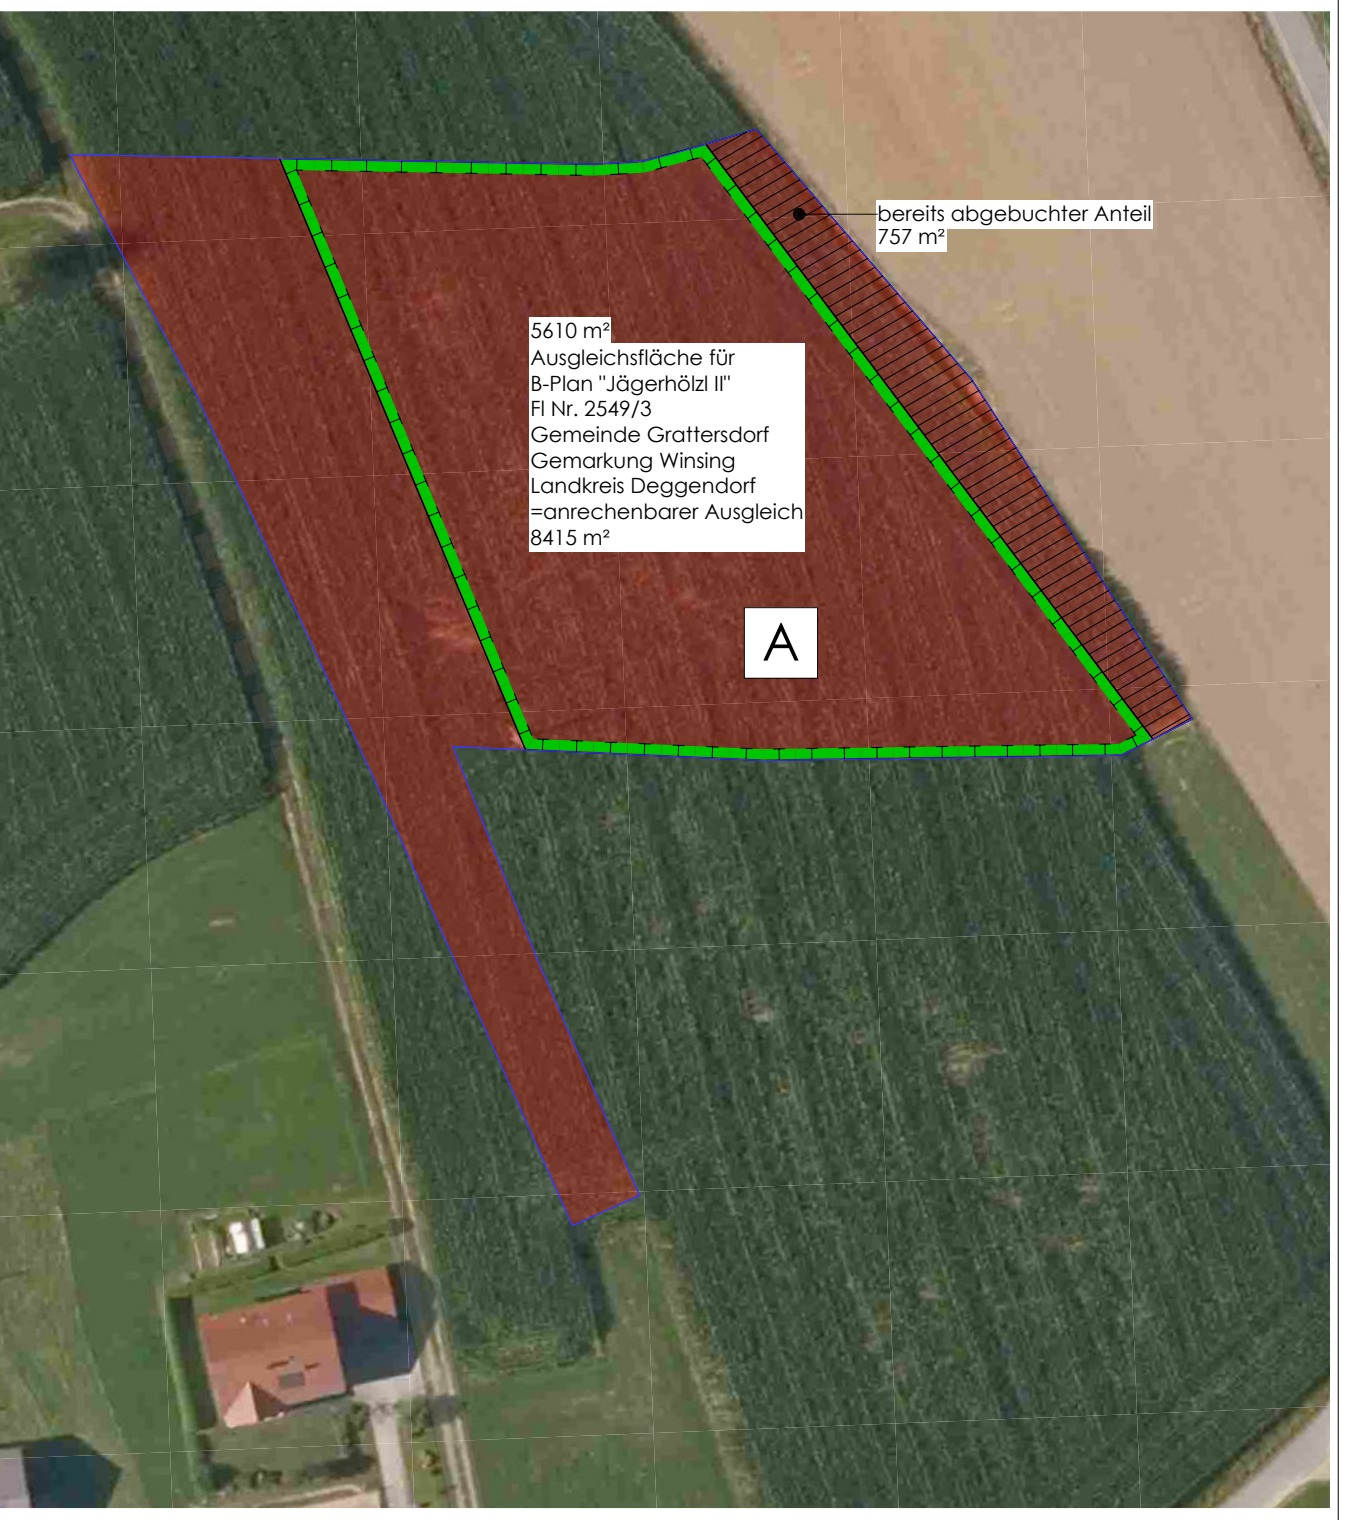 bereits abgebuchter Anteil
757 m²
5610 m²
Ausgleichsfläche für
B-Plan "Jägerhölzl II"
Fl Nr. 2549/3
Gemeinde Grattersdorf
Gemarkung Winsing
Landkreis Deggendorf
=anrechenbarer Ausgleich
8415 m²
A